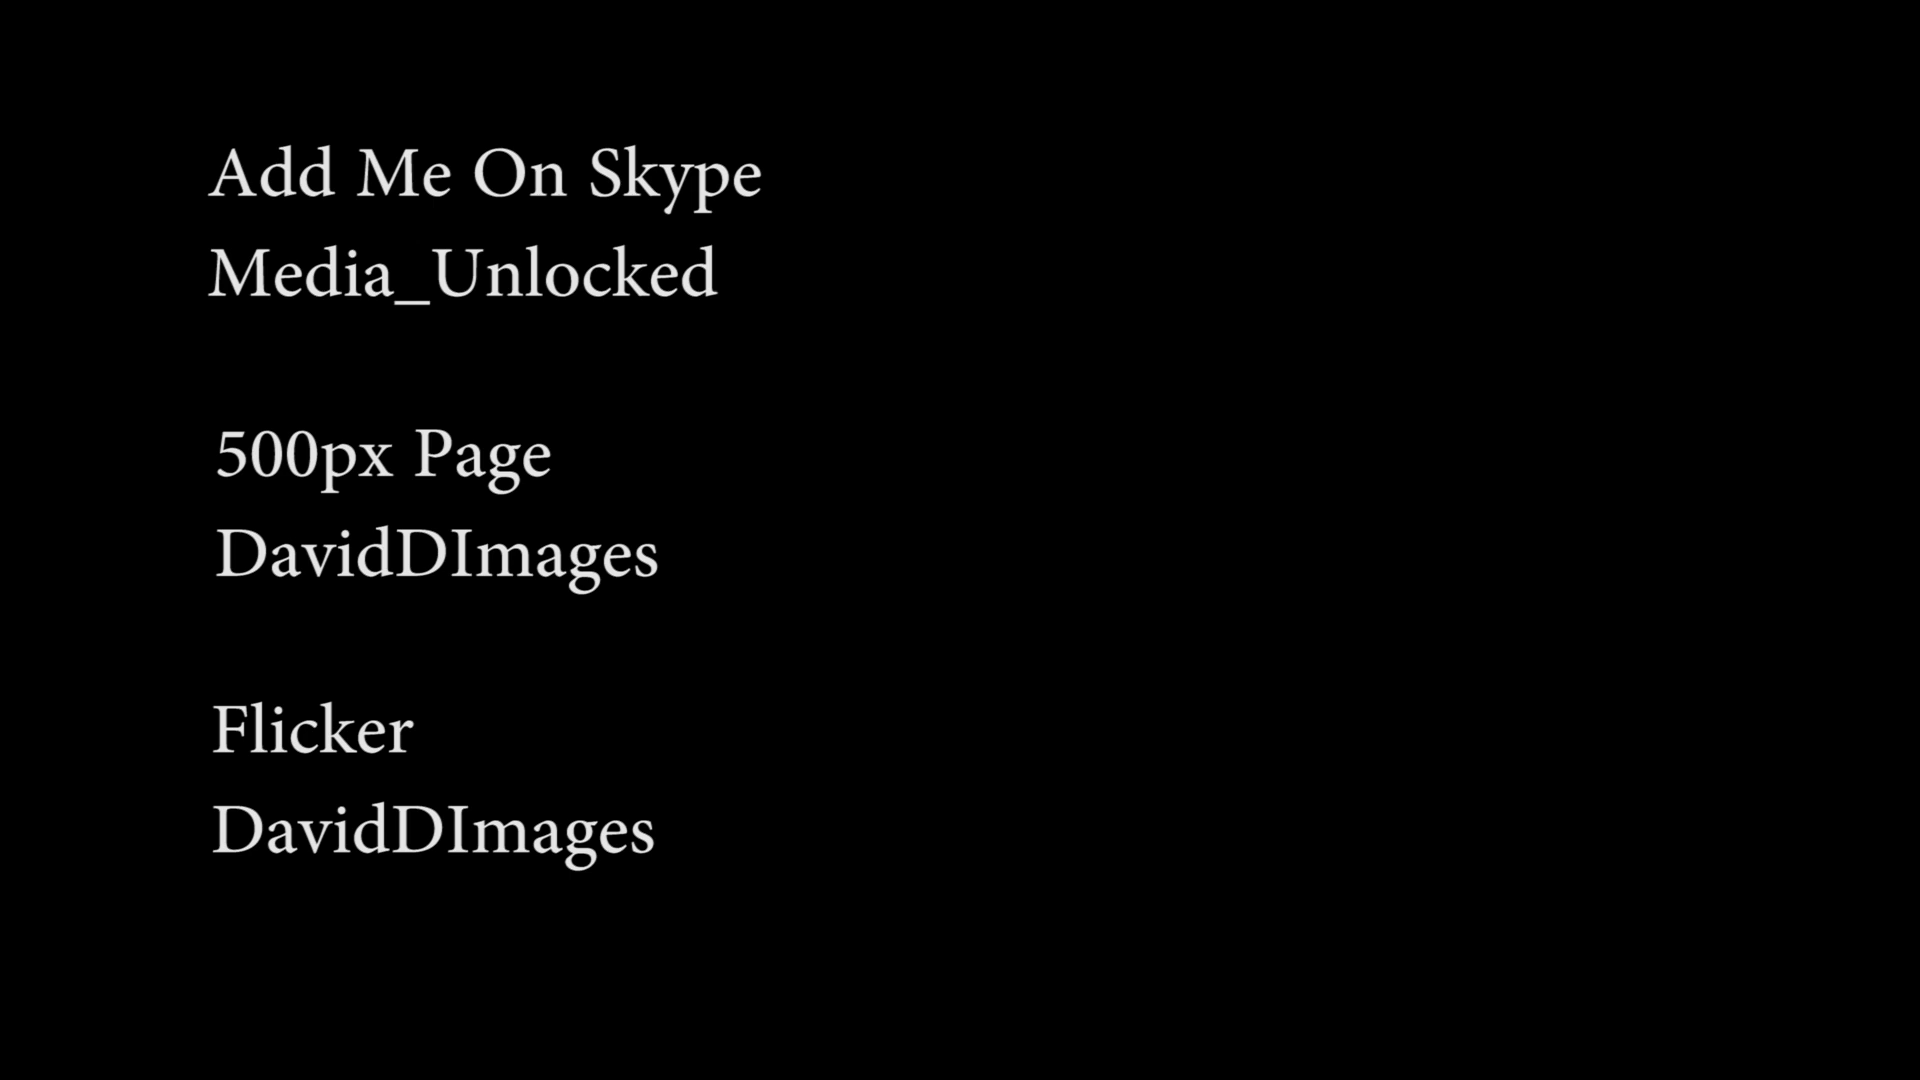 Add Me On Skype
Media_Unlocked
500px Page
DavidDImages
Flicker
DavidDImages